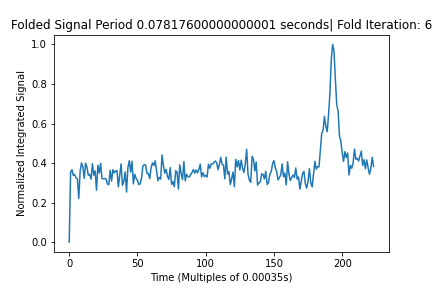 Folded Signal Period 0.07817600000000001 seconds| Fold Iteration: 6
Normalized Integrated Signal
1.0
0.8
0.6
0.4
0.2
0.0
0 50 100 150 200
Time (Multiples of 0.00035s)